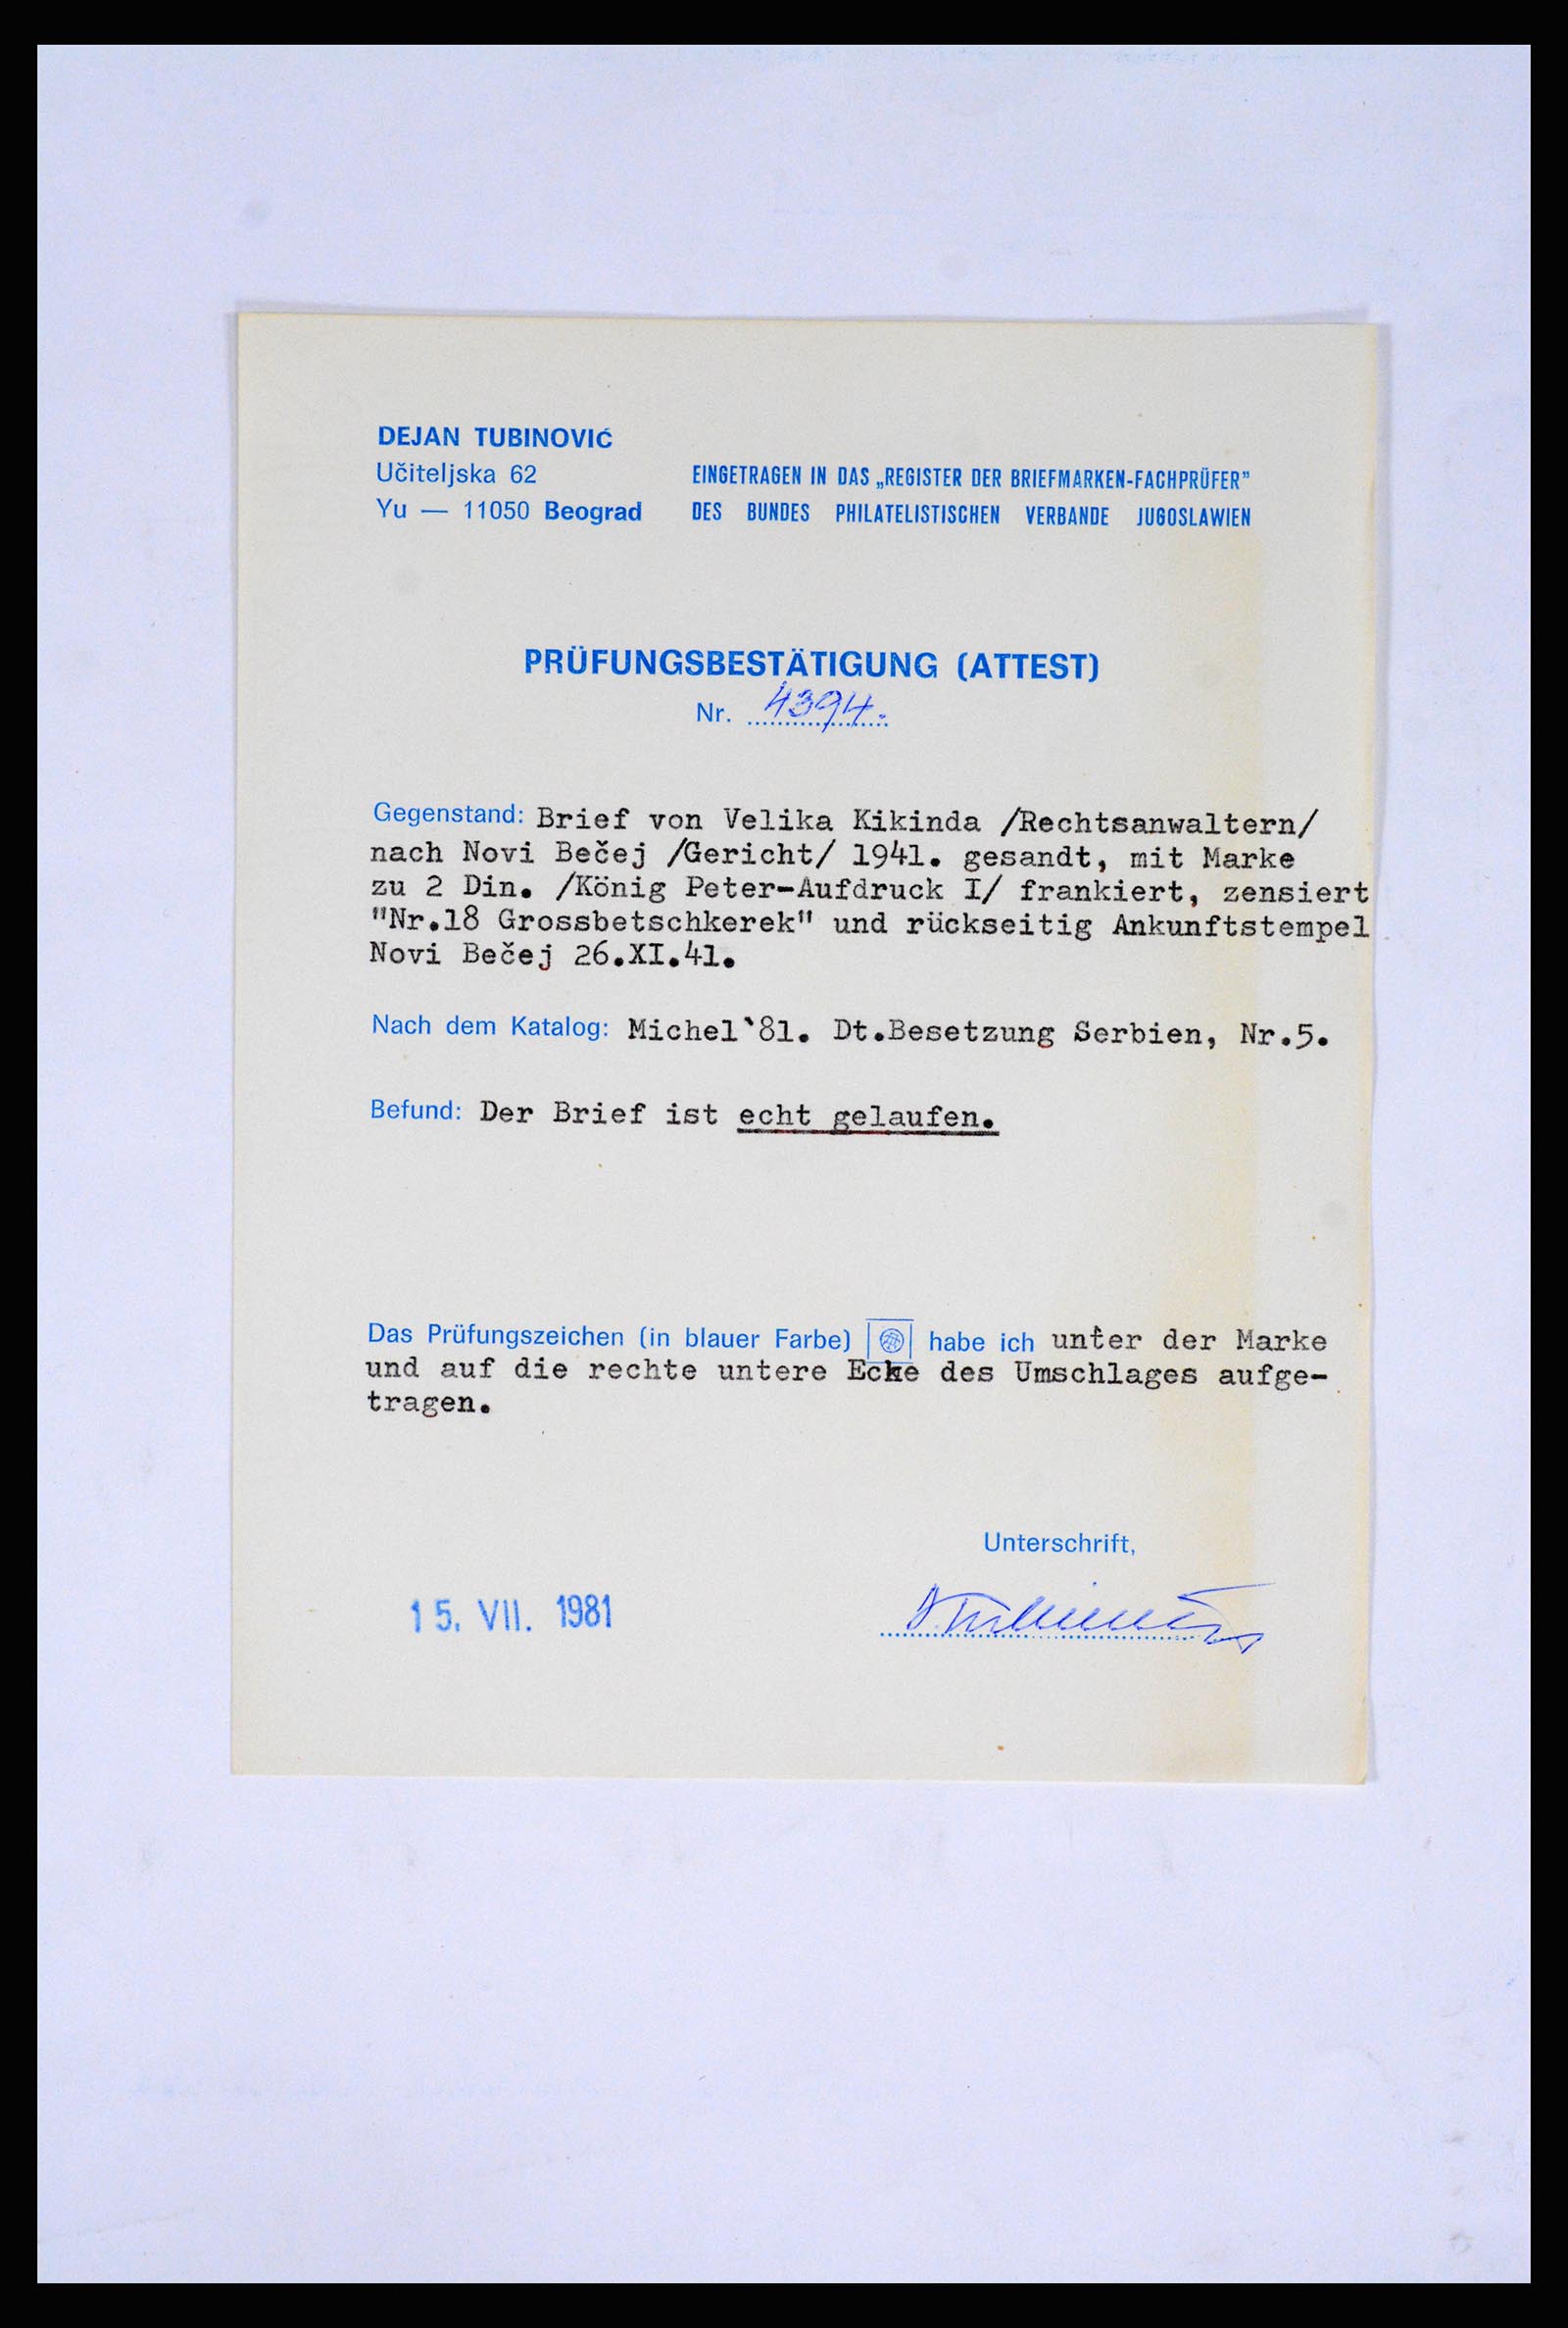 DEJAN TUBINOVIĆ
Učiteljska 62
Yu — 11050 Beograd
EINGETRAGEN IN DAS „REGISTER DER BRIEFMARKEN-FACHPRÜFER”
DES BUNDES PHILATELISTISCHEN VERBANDE JUGOSLAWIEN
PRÜFUNGSBESTÄTIGUNG (ATTEST)
Nr. 4394.
Gegenstand: Brief von Velika Kikinda /Rechtsanwaltern/
nach Novi Bečej /Gericht/ 1941. gesandt, mit Marke
zu 2 Din. /König Peter-Aufdruck I/ frankiert, zensiert
"Nr.18 Grossbetschkerek" und rückseitig Ankunftstempel
Novi Bečej 26.XI.41.
Nach dem Katalog: Michel`81. Dt.Besetzung Serbien, Nr.5.
Befund: Der Brief ist echt gelaufen.
Das Prüfungszeichen (in blauer Farbe) habe ich unter der Marke
und auf die rechte untere Ecke des Umschlages aufge-
tragen.
Unterschrift,
15. VII. 1981